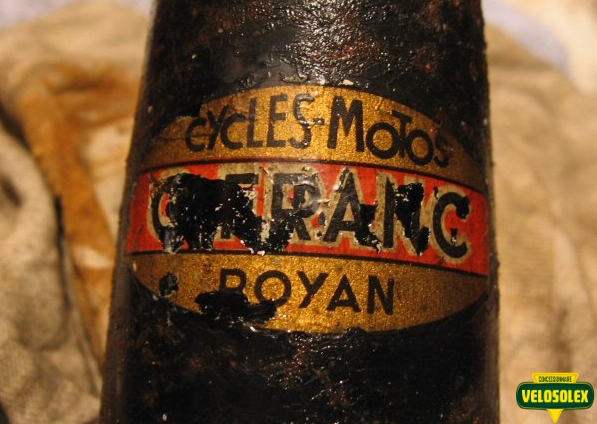 CYCLES-MOTOS
ROYAN
CONCESSIONNAIRE
VELOSOLEX